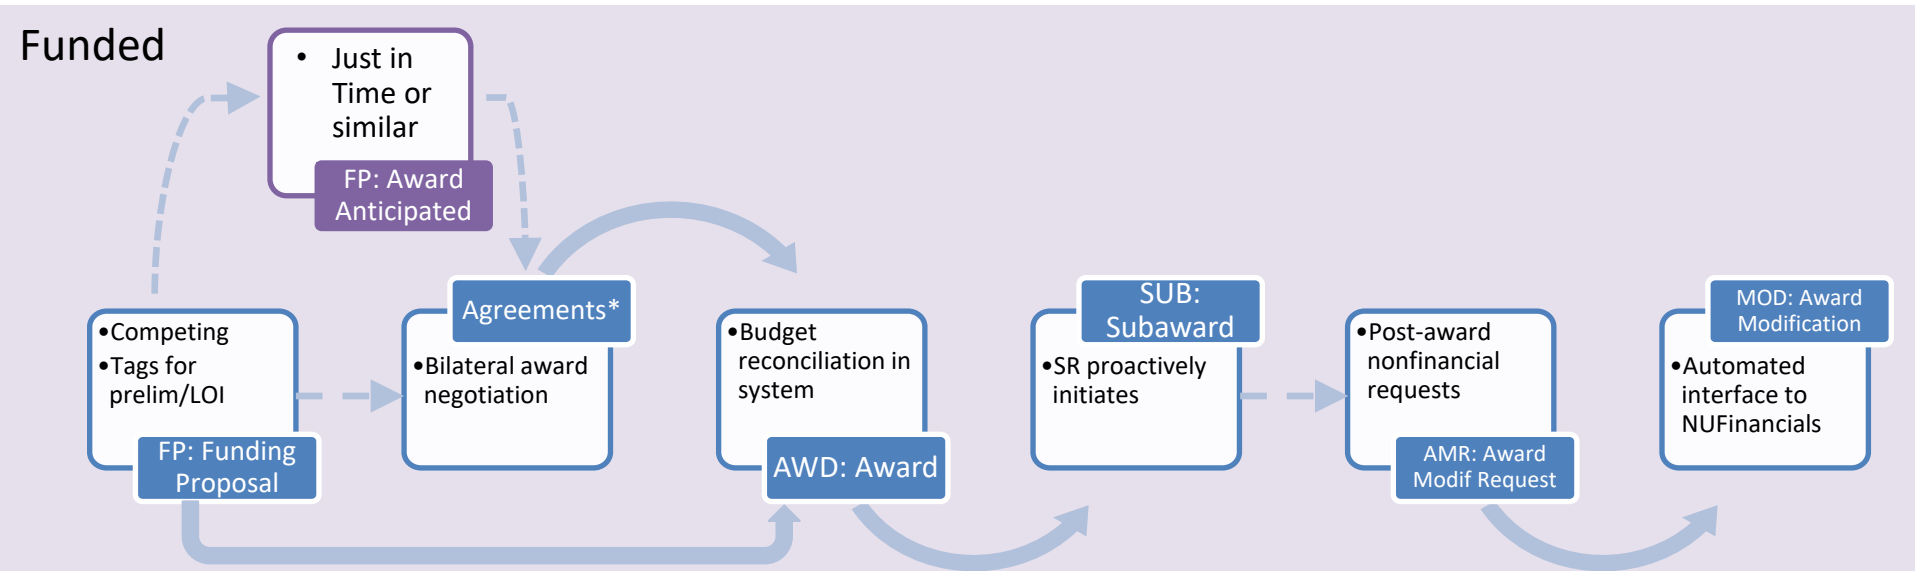 Funded
• Just in
Time or
similar
FP: Award
Anticipated
•Competing
•Tags for
prelim/LOI
FP: Funding
Proposal
Agreements*
•Bilateral award
negotiation
•Budget
reconciliation in
system
AWD: Award
SUB:
Subaward
•SR proactively
initiates
•Post-award
nonfinancial
requests
AMR: Award
Modif Request
MOD: Award
Modification
•Automated
interface to
NUFinancials